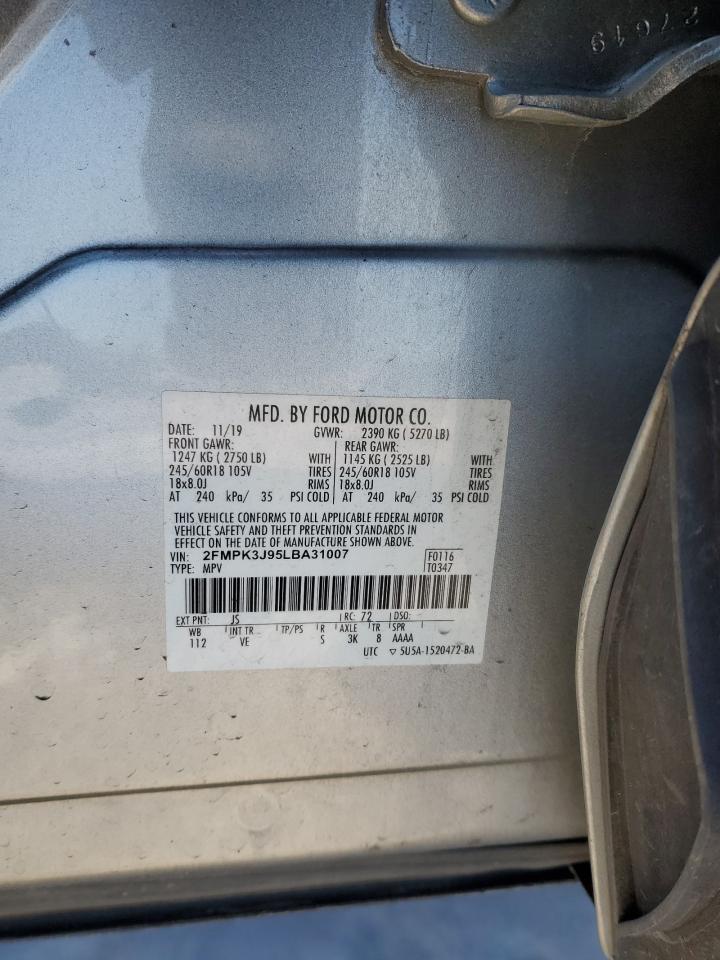 27619
MFD. BY FORD MOTOR CO.
DATE: 11/19 GVWR: 2390 KG ( 5270 LB)
FRONT GAWR: REAR GAWR:
1247 KG ( 2750 LB) WITH 1145 KG ( 2525 LB) WITH
245/60R18 105V TIRES 245/60R18 105V TIRES
18x8.0J RIMS 18x8.0J RIMS
AT 240 kPa/ 35 PSI COLD AT 240 kPa/ 35 PSI COLD
THIS VEHICLE CONFORMS TO ALL APPLICABLE FEDERAL MOTOR
VEHICLE SAFETY AND THEFT PREVENTION STANDARDS IN
EFFECT ON THE DATE OF MANUFACTURE SHOWN ABOVE.
VIN: 2FMPK3J95LBA31007 F0116
TYPE: MPV T0347
EXT PNT: JS RC: 72 DSO:
WB INT TR TP/PS R AXLE TR SPR
112 VE S 3K 8 AAAA
UTC ▽ 5U5A-1520472-BA